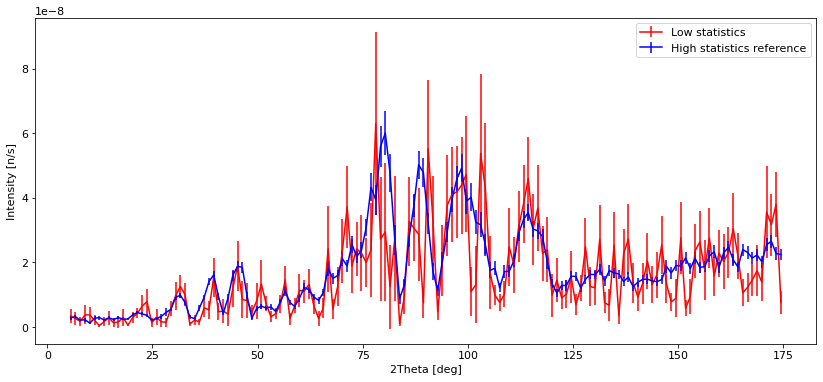 1e−8
Low statistics
High statistics reference
8
6
4
2
0
Intensity [n/s]
0 25 50 75 100 125 150 175
2Theta [deg]